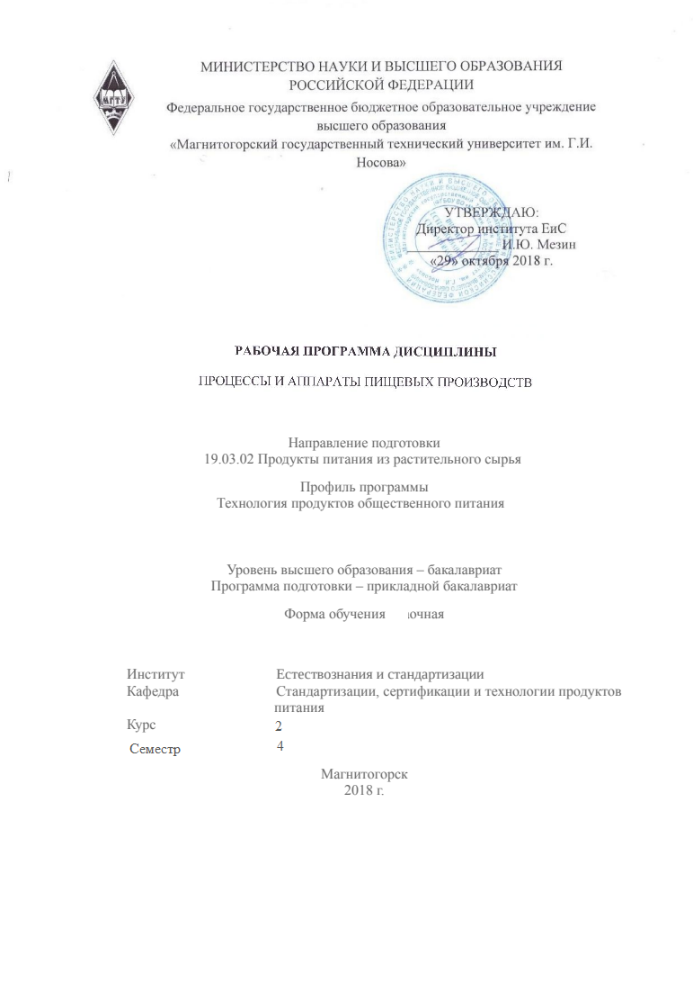 МИНИСТЕРСТВО НАУКИ И ВЫСШЕГО ОБРАЗОВАНИЯ
РОССИЙСКОЙ ФЕДЕРАЦИИ
Федеральное государственное бюджетное образовательное учреждение
высшего образования
«Магнитогорский государственный технический университет им. Г.И.
Носова»
МГТУ
УТВЕРЖДАЮ:
Директор института ЕиС
И.Ю. Мезин
«29» октября 2018 г.
РАБОЧАЯ ПРОГРАММА ДИСЦИПЛИНЫ
ПРОЦЕССЫ И АППАРАТЫ ПИЩЕВЫХ ПРОИЗВОДСТВ
Направление подготовки
19.03.02 Продукты питания из растительного сырья
Профиль программы
Технология продуктов общественного питания
Уровень высшего образования – бакалавриат
Программа подготовки – прикладной бакалавриат
Форма обучения очная
Институт Естествознания и стандартизации
Кафедра Стандартизации, сертификации и технологии продуктов
питания
Курс 2
Семестр 4
Магнитогорск
2018 г.